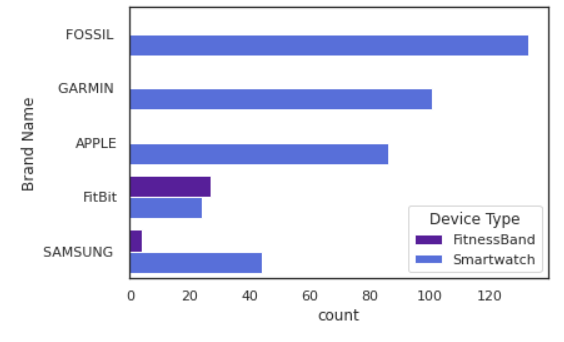 FOSSIL
GARMIN
APPLE
FitBit
SAMSUNG
Brand Name
Device Type
FitnessBand
Smartwatch
0 20 40 60 80 100 120
count